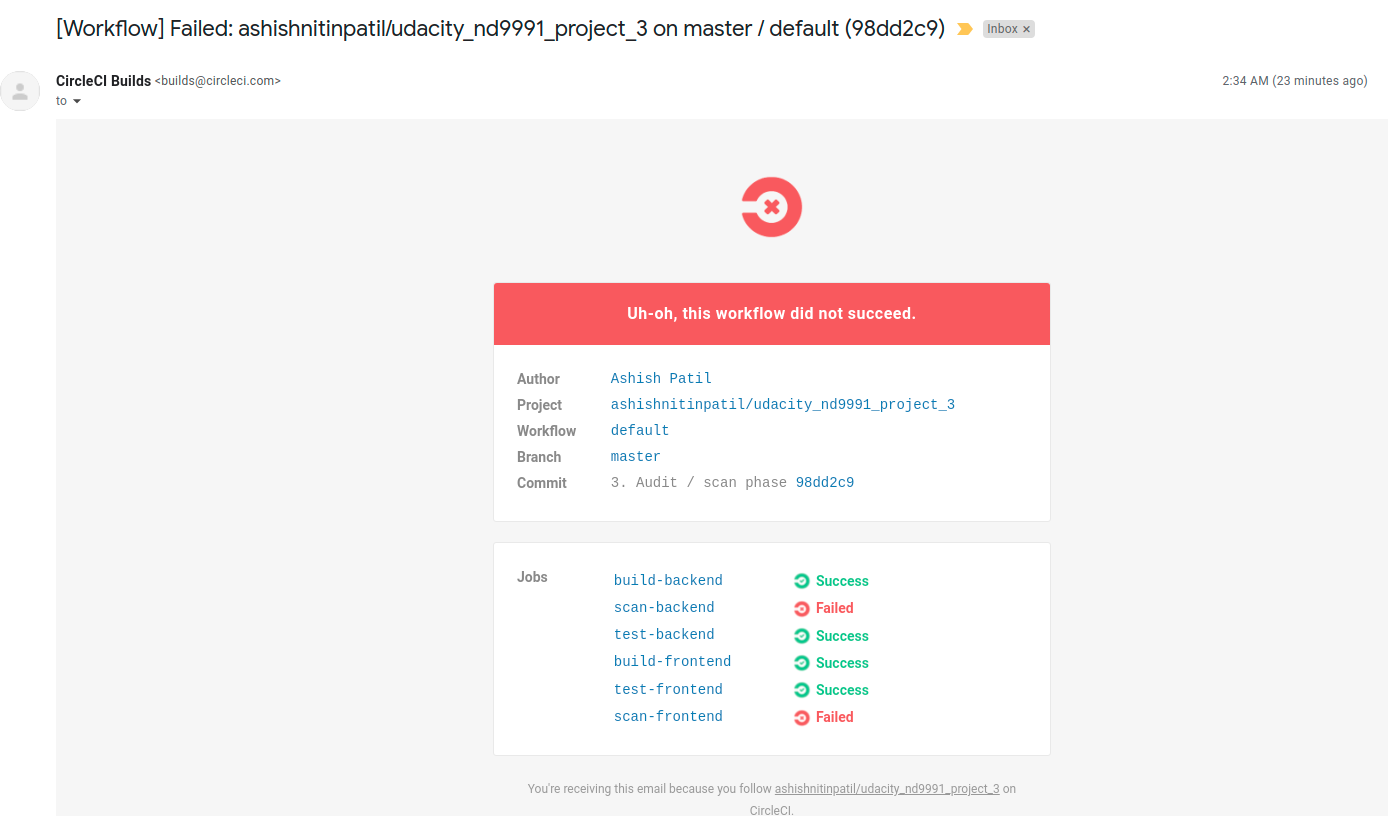 [Workflow] Failed: ashishnitinpatil/udacity_nd9991_project_3 on master / default (98dd2c9) Inbox ×
CircleCI Builds <builds@circleci.com> 2:34 AM (23 minutes ago)
to
Uh-oh, this workflow did not succeed.
Author Ashish Patil
Project ashishnitinpatil/udacity_nd9991_project_3
Workflow default
Branch master
Commit 3. Audit / scan phase 98dd2c9
Jobs build-backend Success
scan-backend Failed
test-backend Success
build-frontend Success
test-frontend Success
scan-frontend Failed
You're receiving this email because you follow ashishnitinpatil/udacity_nd9991_project_3 on
CircleCI.